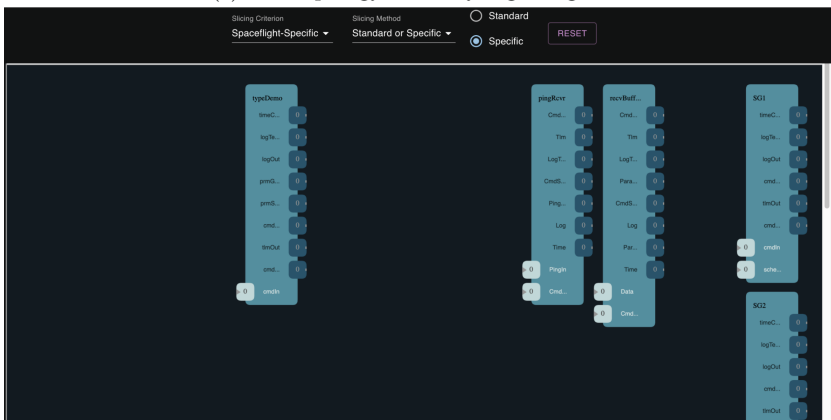 Slicing Criterion
Spaceflight-Specific
Slicing Method
Standard or Specific
Standard
Specific
RESET
typeDemo
timeC... 0
logTe... 0
logOut 0
prmG... 0
prmS... 0
cmd... 0
tlmOut 0
cmd... 0
0 cmdIn
pingRcvr
Cmd... 0
Tlm 0
LogT... 0
CmdS... 0
Ping... 0
Log 0
Time 0
0 PingIn
0 Cmd...
recvBuff...
Cmd... 0
Tlm 0
LogT... 0
Para... 0
CmdS... 0
Log 0
Par... 0
Time 0
0 Data
0 Cmd...
SG1
timeC... 0
logTe... 0
logOut 0
cmd... 0
tlmOut 0
cmd... 0
0 cmdIn
0 sche...
SG2
timeC... 0
logTe... 0
logOut 0
cmd... 0
tlmOut 0